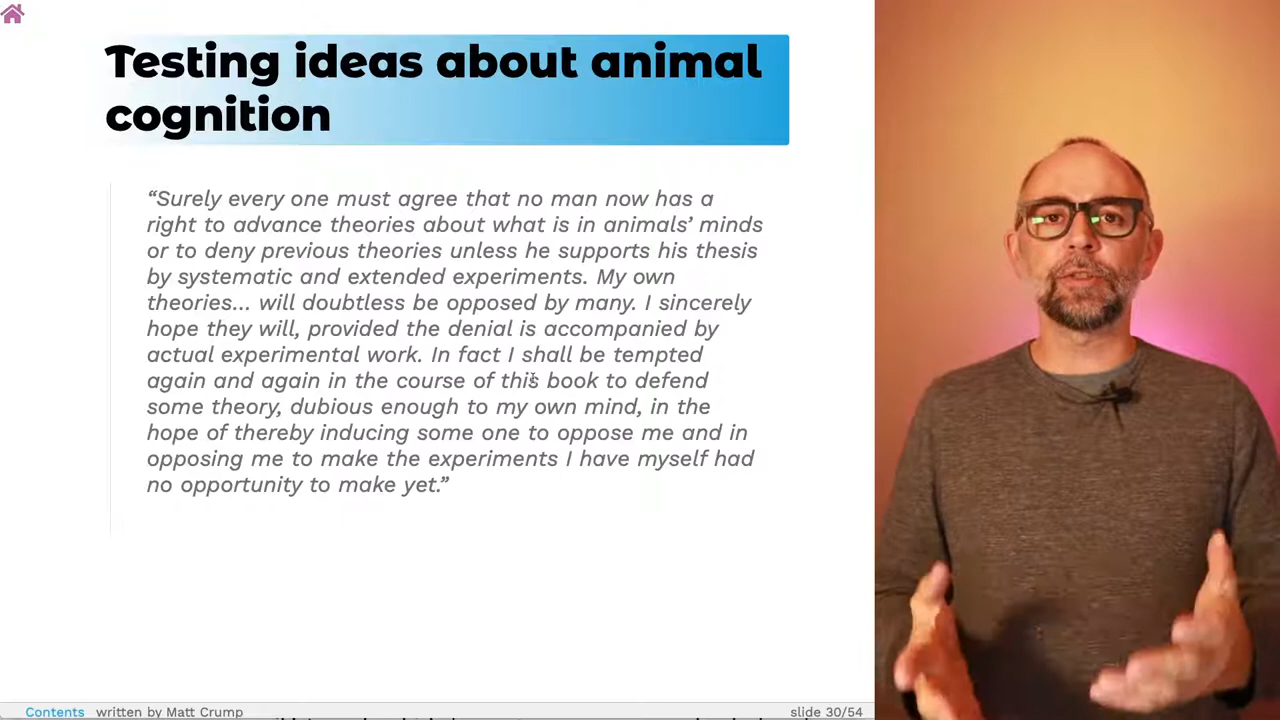 Testing ideas about animal
cognition
“Surely every one must agree that no man now has a
right to advance theories about what is in animals’ minds
or to deny previous theories unless he supports his thesis
by systematic and extended experiments. My own
theories... will doubtless be opposed by many. I sincerely
hope they will, provided the denial is accompanied by
actual experimental work. In fact I shall be tempted
again and again in the course of this book to defend
some theory, dubious enough to my own mind, in the
hope of thereby inducing some one to oppose me and in
opposing me to make the experiments I have myself had
no opportunity to make yet.”
Contents written by Matt Crump slide 30/54